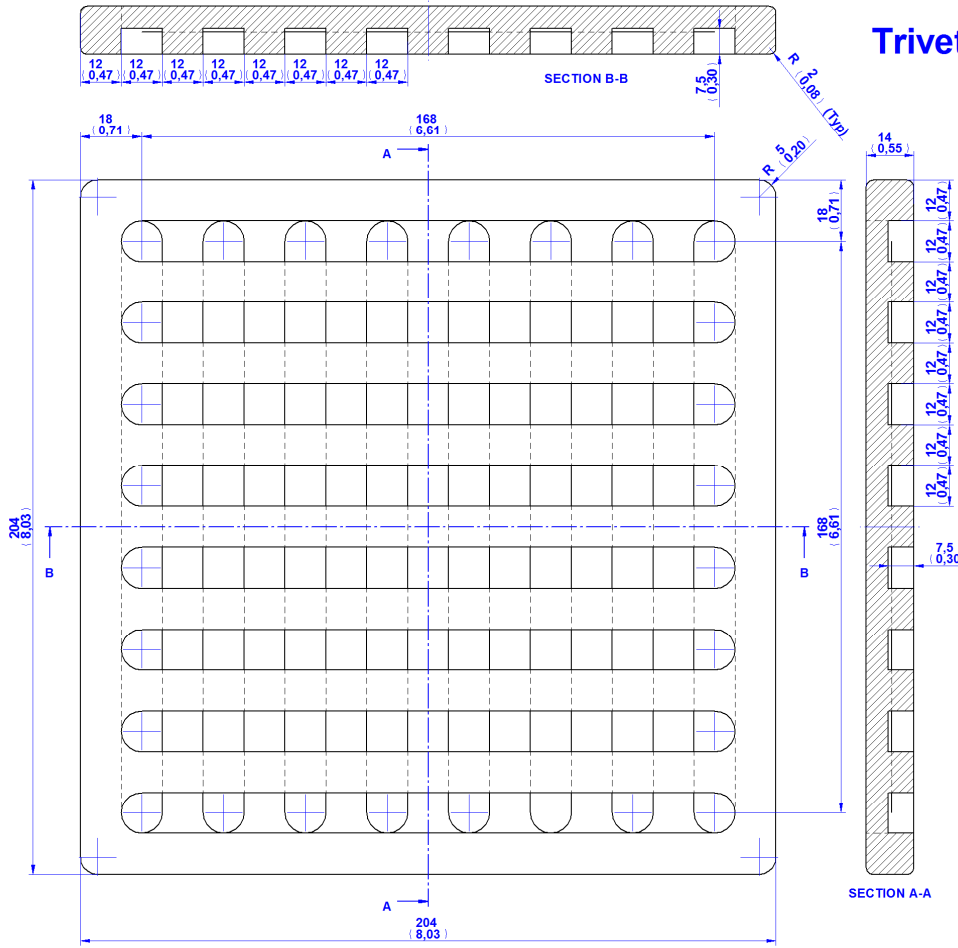 Trivet
12 12 12 12 12 12 12 12
(0,47) (0,47) (0,47) (0,47) (0,47) (0,47) (0,47) (0,47)
SECTION B-B
7,5
(0,30)
R 2
(0,08) (Typ)
18
(0,71)
168
(6,61)
A
R 5
(0,20)
14
(0,55)
18
(0,71)
12
(0,47)
12
(0,47)
12
(0,47)
12
(0,47)
12
(0,47)
12
(0,47)
12
(0,47)
12
(0,47)
204
(8,03)
168
(6,61)
B
B
7,5
(0,30
A
SECTION A-A
204
(8,03)